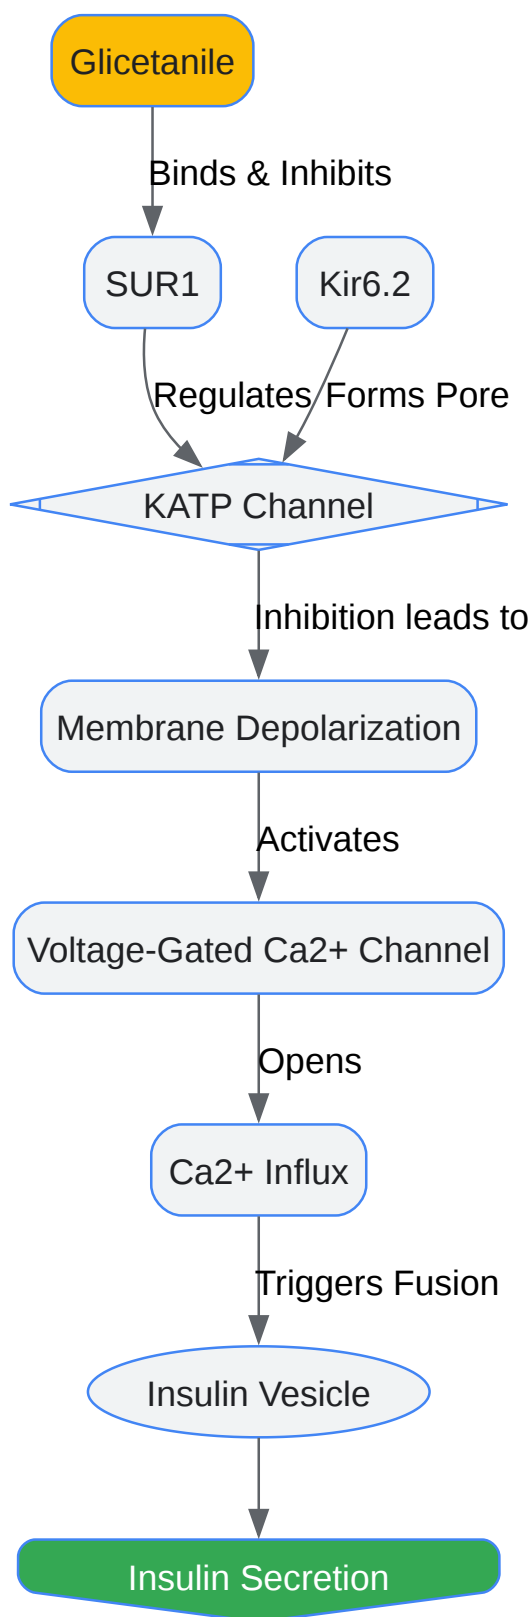 Glicetanile
Binds & Inhibits
SUR1
Kir6.2
Regulates
Forms Pore
KATP Channel
Inhibition leads to
Membrane Depolarization
Activates
Voltage-Gated Ca2+ Channel
Opens
Ca2+ Influx
Triggers Fusion
Insulin Vesicle
Insulin Secretion